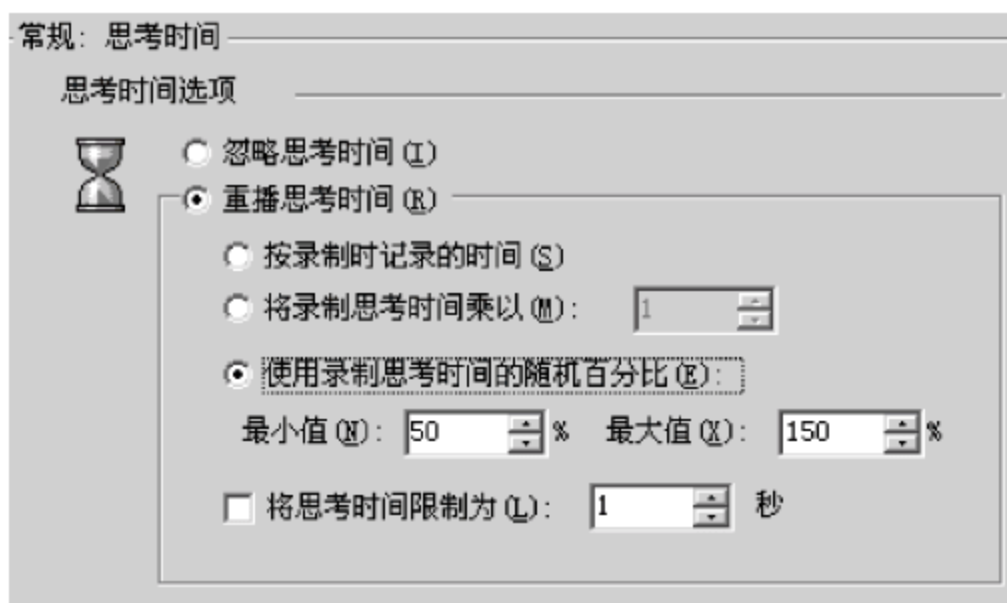 常规: 思考时间
思考时间选项
忽略思考时间(I)
重播思考时间(R)
按录制时记录的时间(S)
将录制思考时间乘以(M): 1
使用录制思考时间的随机百分比(E):
最小值(N): 50 % 最大值(X): 150 %
将思考时间限制为(L): 1 秒